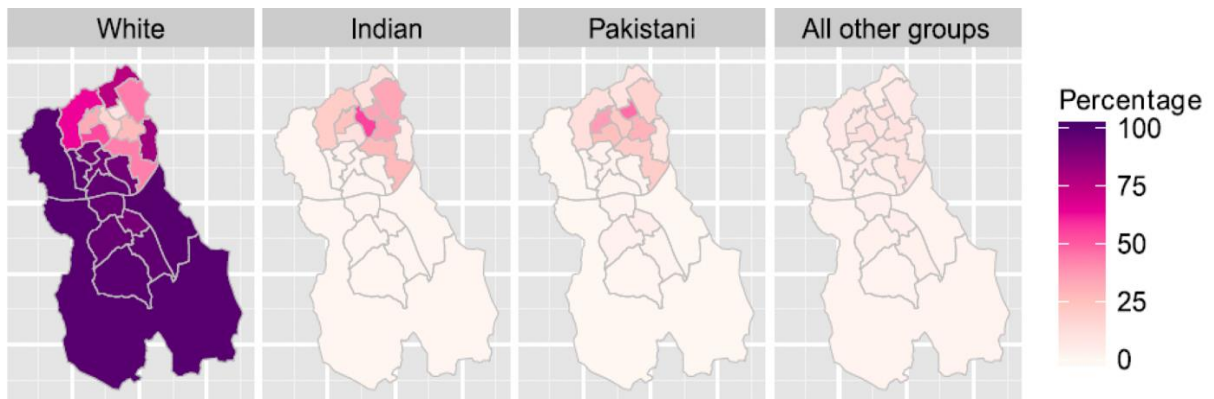 White
Indian
Pakistani
All other groups
Percentage
100
75
50
25
0